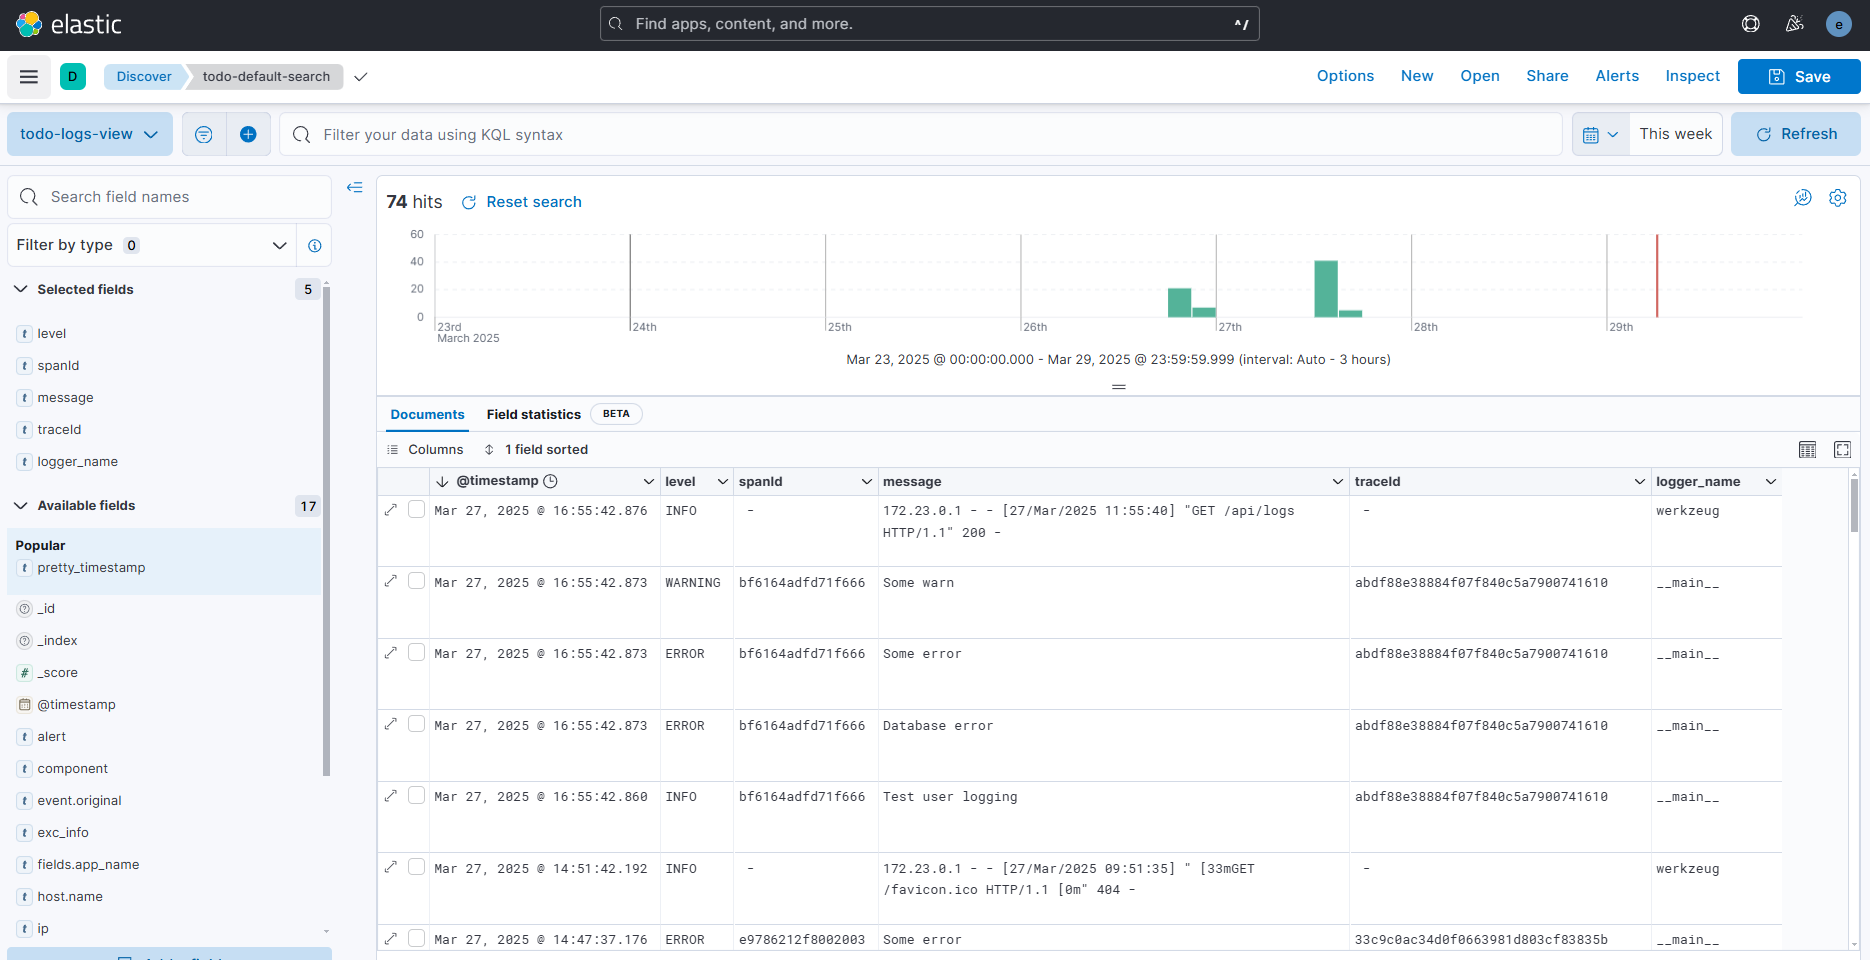 elastic
Find apps, content, and more.
^/
e
D
Discover
todo-default-search
Options
New
Open
Share
Alerts
Inspect
Save
todo-logs-view
Filter your data using KQL syntax
This week
Refresh
Search field names
Filter by type 0
Selected fields 5
t level
t spanId
t message
t traceId
t logger_name
Available fields 17
Popular
t pretty_timestamp
_id
_index
# _score
@timestamp
t alert
t component
t event.original
t exc_info
t fields.app_name
t host.name
t ip
74 hits
Reset search
60
40
20
0
23rd
24th
25th
26th
27th
28th
29th
March 2025
Mar 23, 2025 @ 00:00:00.000 - Mar 29, 2025 @ 23:59:59.999 (interval: Auto - 3 hours)
Documents
Field statistics
BETA
Columns
1 field sorted
@timestamp level spanId message traceId logger_name
Mar 27, 2025 @ 16:55:42.876 INFO - 172.23.0.1 - - [27/Mar/2025 11:55:40] "GET /api/logs - werkzeug
HTTP/1.1" 200 -
Mar 27, 2025 @ 16:55:42.873 WARNING bf6164adfd71f666 Some warn abdf88e38884f07f840c5a7900741610 __main__
Mar 27, 2025 @ 16:55:42.873 ERROR bf6164adfd71f666 Some error abdf88e38884f07f840c5a7900741610 __main__
Mar 27, 2025 @ 16:55:42.873 ERROR bf6164adfd71f666 Database error abdf88e38884f07f840c5a7900741610 __main__
Mar 27, 2025 @ 16:55:42.860 INFO bf6164adfd71f666 Test user logging abdf88e38884f07f840c5a7900741610 __main__
Mar 27, 2025 @ 14:51:42.192 INFO - 172.23.0.1 - - [27/Mar/2025 09:51:35] " [33mGET - werkzeug
/favicon.ico HTTP/1.1 [0m" 404 -
Mar 27, 2025 @ 14:47:37.176 ERROR e9786212f8002003 Some error 33c9c0ac34d0f0663981d803cf83835b __main__